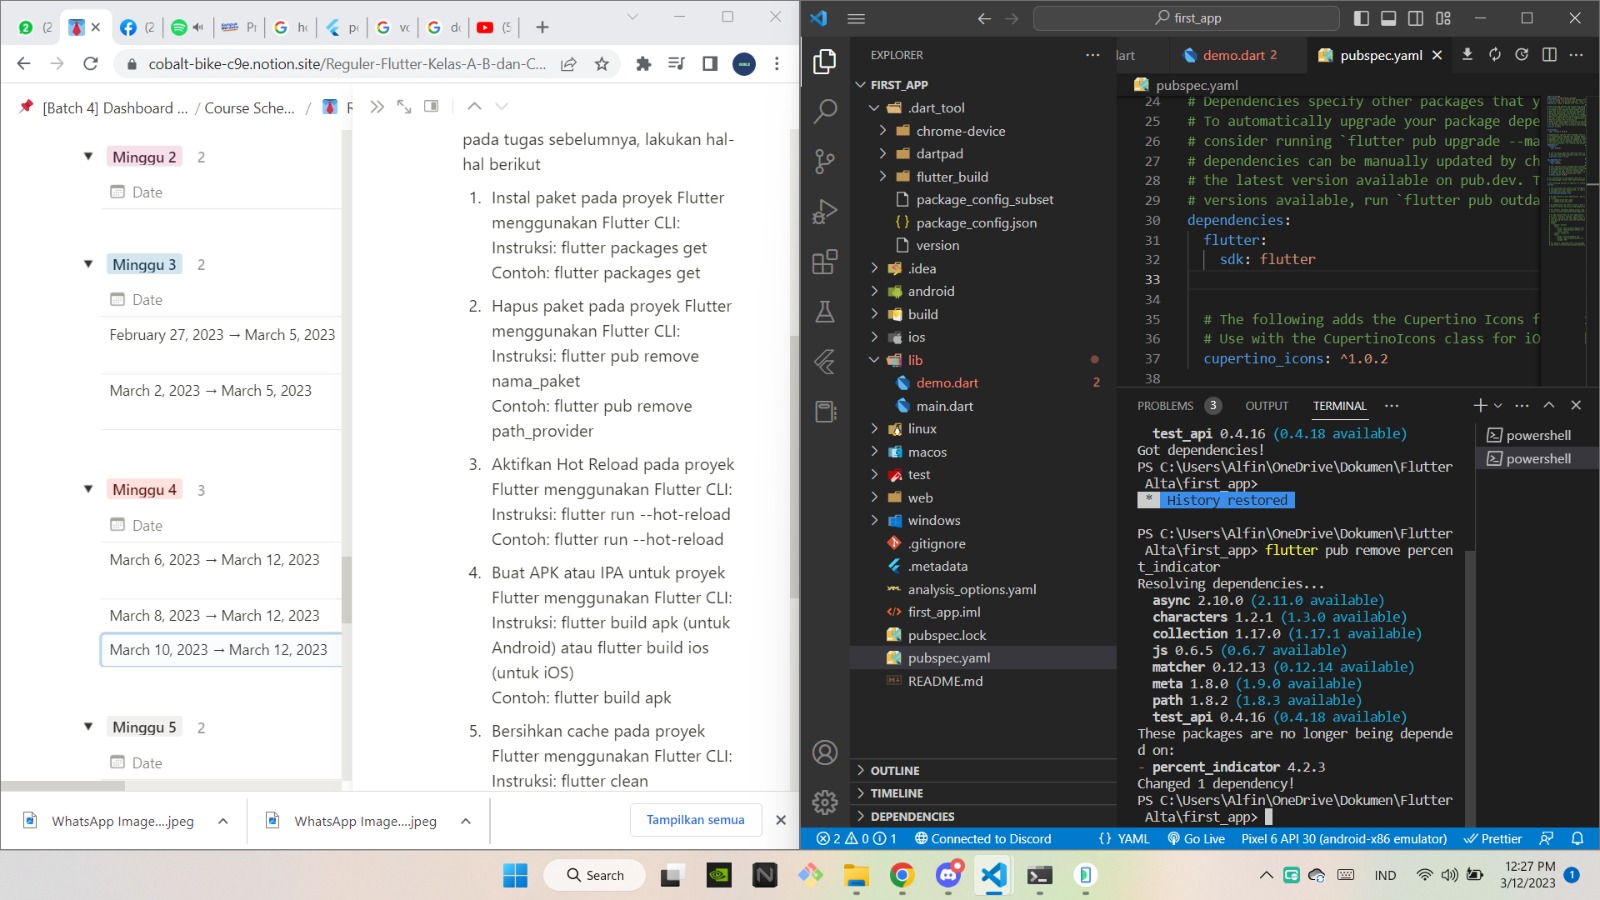 (2
(2
Pr
ho
pe
vo
do
(5
cobalt-bike-c9e.notion.site/Reguler-Flutter-Kelas-A-B-dan-C...
[Batch 4] Dashboard ... / Course Sche... /
Minggu 2 2
Date
Minggu 3 2
Date
February 27, 2023 → March 5, 2023
March 2, 2023 → March 5, 2023
Minggu 4 3
Date
March 6, 2023 → March 12, 2023
March 8, 2023 → March 12, 2023
March 10, 2023 → March 12, 2023
Minggu 5 2
Date
pada tugas sebelumnya, lakukan hal-
hal berikut
1. Instal paket pada proyek Flutter
menggunakan Flutter CLI:
Instruksi: flutter packages get
Contoh: flutter packages get
2. Hapus paket pada proyek Flutter
menggunakan Flutter CLI:
Instruksi: flutter pub remove
nama_paket
Contoh: flutter pub remove
path_provider
3. Aktifkan Hot Reload pada proyek
Flutter menggunakan Flutter CLI:
Instruksi: flutter run --hot-reload
Contoh: flutter run --hot-reload
4. Buat APK atau IPA untuk proyek
Flutter menggunakan Flutter CLI:
Instruksi: flutter build apk (untuk
Android) atau flutter build ios
(untuk iOS)
Contoh: flutter build apk
5. Bersihkan cache pada proyek
Flutter menggunakan Flutter CLI:
Instruksi: flutter clean
WhatsApp Image....jpeg
WhatsApp Image....jpeg
Tampilkan semua
first_app
EXPLORER
FIRST_APP
.dart_tool
chrome-device
dartpad
flutter_build
package_config_subset
package_config.json
version
.idea
android
build
ios
lib
demo.dart 2
main.dart
linux
macos
test
web
windows
.gitignore
.metadata
analysis_options.yaml
first_app.iml
pubspec.lock
pubspec.yaml
README.md
OUTLINE
TIMELINE
DEPENDENCIES
dart
demo.dart 2
pubspec.yaml
pubspec.yaml
24 # Dependencies specify other packages that y
25 # To automatically upgrade your package depe
26 # consider running `flutter pub upgrade --ma
27 # dependencies can be manually updated by ch
28 # the latest version available on pub.dev. T
29 # versions available, run `flutter pub outda
30 dependencies:
31 flutter:
32 sdk: flutter
33
34
35 # The following adds the Cupertino Icons f
36 # Use with the CupertinoIcons class for iO
37 cupertino_icons: ^1.0.2
38
PROBLEMS 3 OUTPUT TERMINAL
test_api 0.4.16 (0.4.18 available)
Got dependencies!
PS C:\Users\Alfin\OneDrive\Dokumen\Flutter
Alta\first_app>
* History restored
PS C:\Users\Alfin\OneDrive\Dokumen\Flutter
Alta\first_app> flutter pub remove percen
t_indicator
Resolving dependencies...
async 2.10.0 (2.11.0 available)
characters 1.2.1 (1.3.0 available)
collection 1.17.0 (1.17.1 available)
js 0.6.5 (0.6.7 available)
matcher 0.12.13 (0.12.14 available)
meta 1.8.0 (1.9.0 available)
path 1.8.2 (1.8.3 available)
test_api 0.4.16 (0.4.18 available)
These packages are no longer being depende
d on:
- percent_indicator 4.2.3
Changed 1 dependency!
PS C:\Users\Alfin\OneDrive\Dokumen\Flutter
Alta\first_app>
powershell
powershell
2 0 1 Connected to Discord
{ } YAML Go Live Pixel 6 API 30 (android-x86 emulator) Prettier
Search
IND
12:27 PM
3/12/2023
1